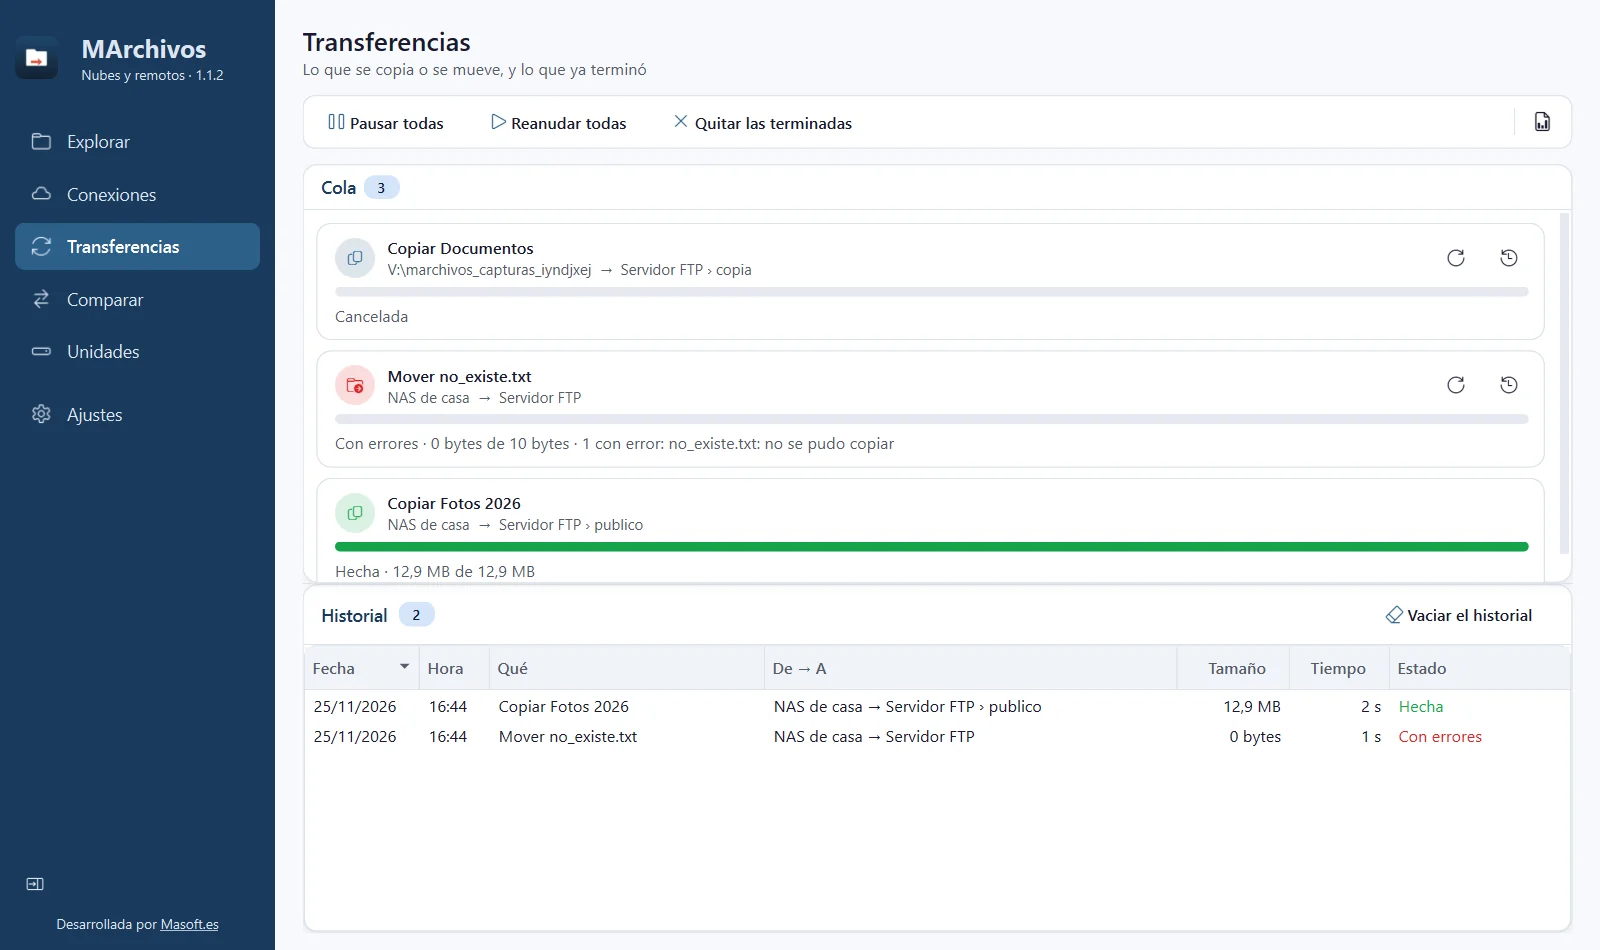 MArchivos
Nubes y remotos · 1.1.2
Explorar
Conexiones
Transferencias
Comparar
Unidades
Ajustes
Desarrollada por Masoft.es
Transferencias
Lo que se copia o se mueve, y lo que ya terminó
Pausar todas
Reanudar todas
Quitar las terminadas
Cola 3
Copiar Documentos
V:\marchivos_capturas_iyndjxej → Servidor FTP › copia
Cancelada
Mover no_existe.txt
NAS de casa → Servidor FTP
Con errores · 0 bytes de 10 bytes · 1 con error: no_existe.txt: no se pudo copiar
Copiar Fotos 2026
NAS de casa → Servidor FTP › publico
Hecha · 12,9 MB de 12,9 MB
Historial 2
Vaciar el historial
Fecha Hora Qué De → A Tamaño Tiempo Estado
25/11/2026 16:44 Copiar Fotos 2026 NAS de casa → Servidor FTP › publico 12,9 MB 2 s Hecha
25/11/2026 16:44 Mover no_existe.txt NAS de casa → Servidor FTP 0 bytes 1 s Con errores